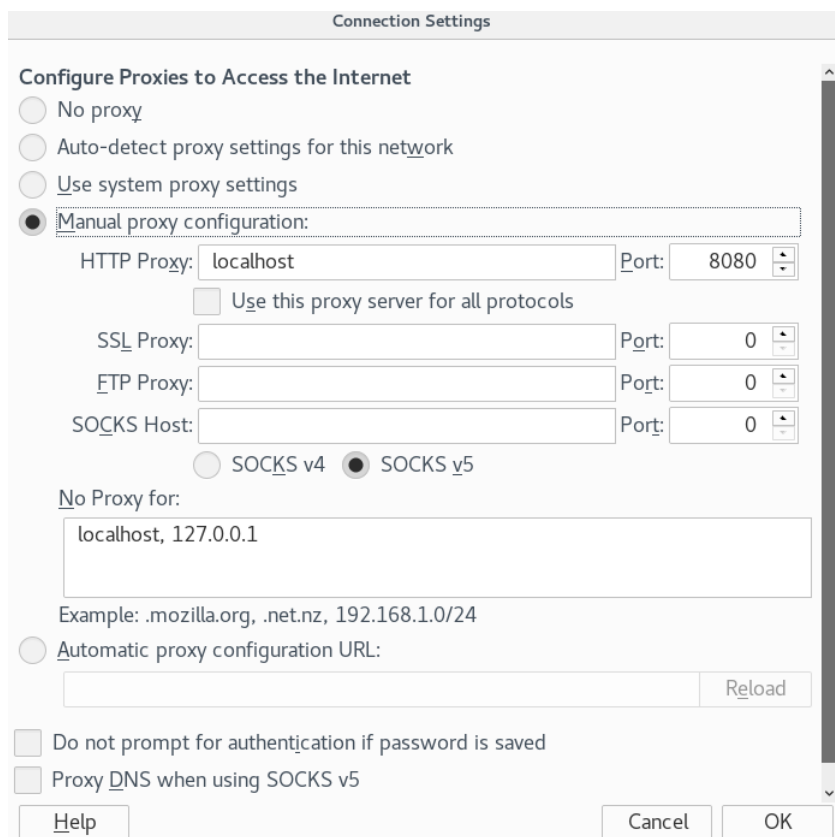 Connection Settings
Configure Proxies to Access the Internet
No proxy
Auto-detect proxy settings for this network
Use system proxy settings
Manual proxy configuration:
HTTP Proxy: localhost Port: 8080
Use this proxy server for all protocols
SSL Proxy: Port: 0
FTP Proxy: Port: 0
SOCKS Host: Port: 0
SOCKS v4 SOCKS v5
No Proxy for:
localhost, 127.0.0.1
Example: .mozilla.org, .net.nz, 192.168.1.0/24
Automatic proxy configuration URL:
Reload
Do not prompt for authentication if password is saved
Proxy DNS when using SOCKS v5
Help Cancel OK